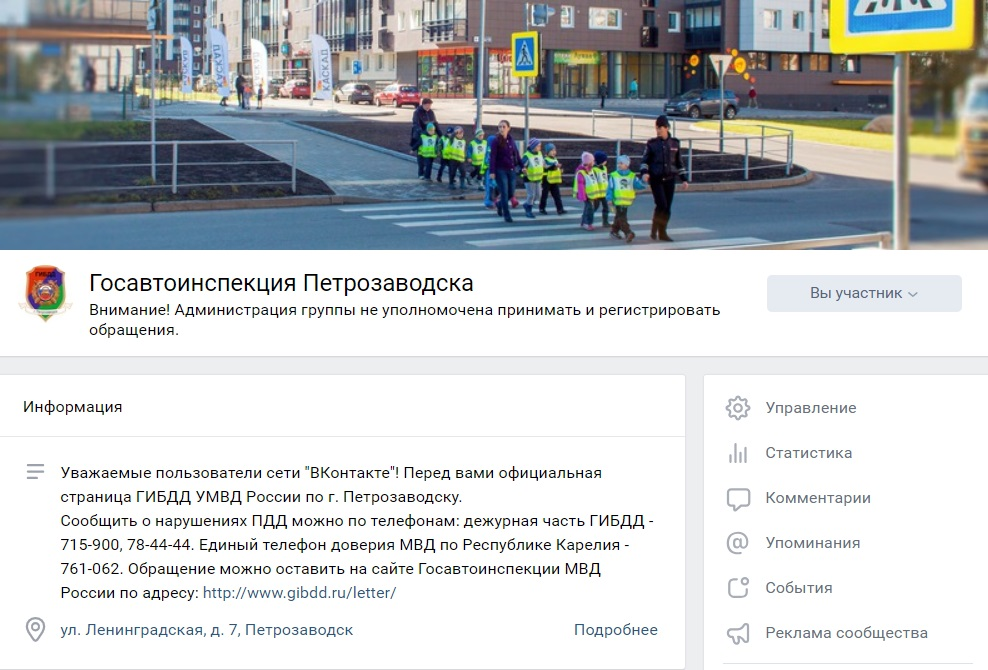 КАСКАД
КАСКАД
КАСКАД
ГИБДД
Госавтоинспекция Петрозаводска
Внимание! Администрация группы не уполномочена принимать и регистрировать
обращения.
Вы участник
Информация
Уважаемые пользователи сети "ВКонтакте"! Перед вами официальная
страница ГИБДД УМВД России по г. Петрозаводску.
Сообщить о нарушениях ПДД можно по телефонам: дежурная часть ГИБДД -
715-900, 78-44-44. Единый телефон доверия МВД по Республике Карелия -
761-062. Обращение можно оставить на сайте Госавтоинспекции МВД
России по адресу: http://www.gibdd.ru/letter/
ул. Ленинградская, д. 7, Петрозаводск
Подробнее
Управление
Статистика
Комментарии
Упоминания
События
Реклама сообщества